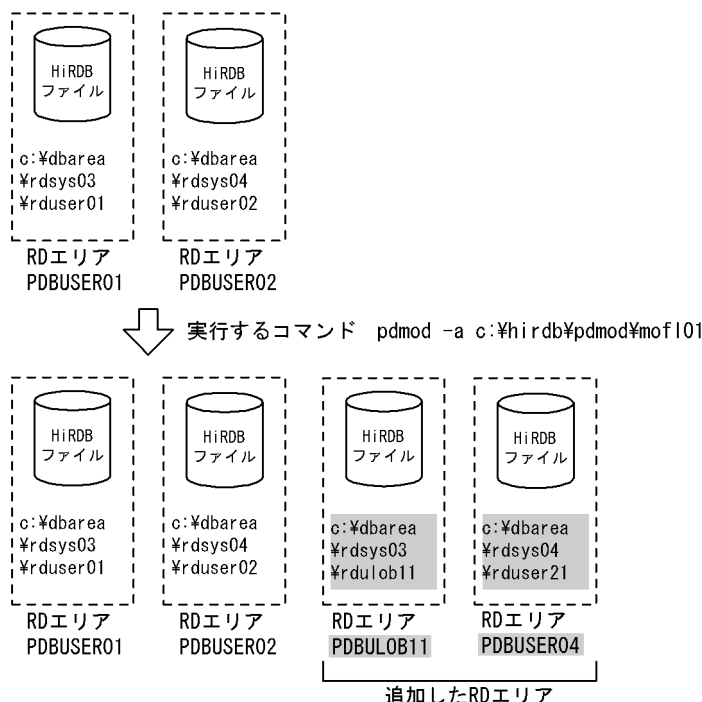 HiRDB
ファイル
c:¥dbarea
¥rdsys03
¥rduser01
RDエリア
PDBUSER01
HiRDB
ファイル
c:¥dbarea
¥rdsys04
¥rduser02
RDエリア
PDBUSER02
実行するコマンド pdmod -a c:¥hirdb¥pdmod¥mofl01
HiRDB
ファイル
c:¥dbarea
¥rdsys03
¥rduser01
RDエリア
PDBUSER01
HiRDB
ファイル
c:¥dbarea
¥rdsys04
¥rduser02
RDエリア
PDBUSER02
HiRDB
ファイル
c:¥dbarea
¥rdsys03
¥rdulob11
RDエリア
PDBULOB11
HiRDB
ファイル
c:¥dbarea
¥rdsys04
¥rduser21
RDエリア
PDBUSER04
追加したRDエリア